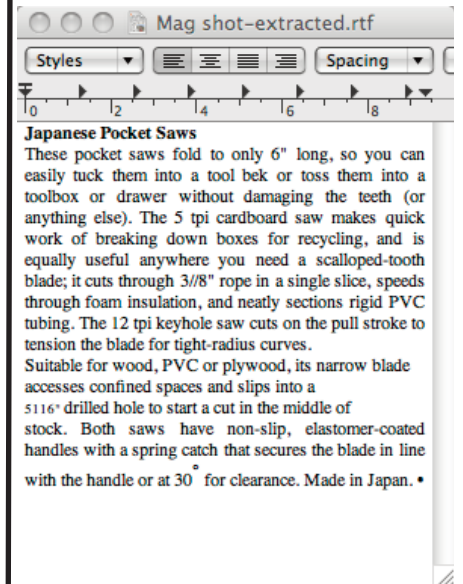 Mag shot-extracted.rtf
Styles Spacing
0 2 4 6 8
Japanese Pocket Saws
These pocket saws fold to only 6" long, so you can
easily tuck them into a tool bek or toss them into a
toolbox or drawer without damaging the teeth (or
anything else). The 5 tpi cardboard saw makes quick
work of breaking down boxes for recycling, and is
equally useful anywhere you need a scalloped-tooth
blade; it cuts through 3//8" rope in a single slice, speeds
through foam insulation, and neatly sections rigid PVC
tubing. The 12 tpi keyhole saw cuts on the pull stroke to
tension the blade for tight-radius curves.
Suitable for wood, PVC or plywood, its narrow blade
accesses confined spaces and slips into a
5116" drilled hole to start a cut in the middle of
stock. Both saws have non-slip, elastomer-coated
handles with a spring catch that secures the blade in line
with the handle or at 30° for clearance. Made in Japan. •